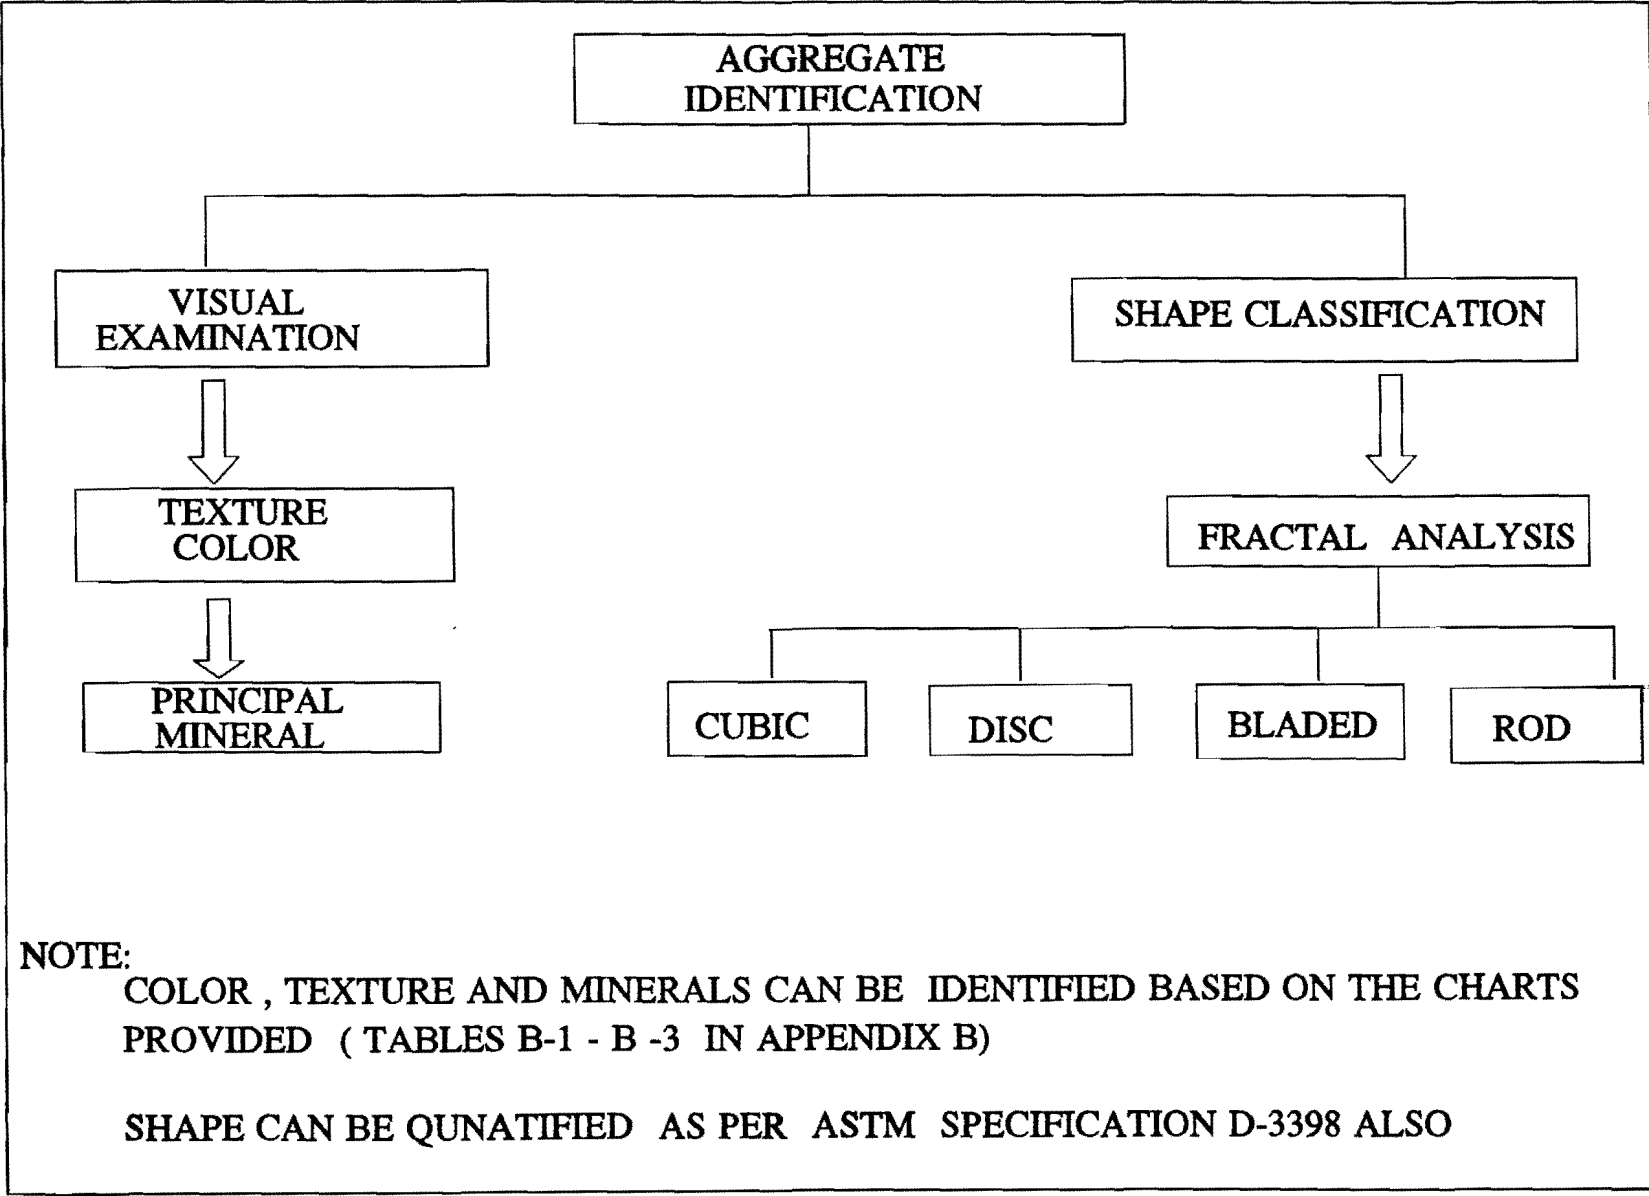 AGGREGATE
IDENTIFICATION
VISUAL
EXAMINATION
SHAPE CLASSIFICATION
TEXTURE
COLOR
FRACTAL ANALYSIS
PRINCIPAL
MINERAL
CUBIC
DISC
BLADED
ROD
NOTE:
COLOR , TEXTURE AND MINERALS CAN BE IDENTIFIED BASED ON THE CHARTS
PROVIDED ( TABLES B-1 - B -3 IN APPENDIX B)
SHAPE CAN BE QUNATIFIED AS PER ASTM SPECIFICATION D-3398 ALSO